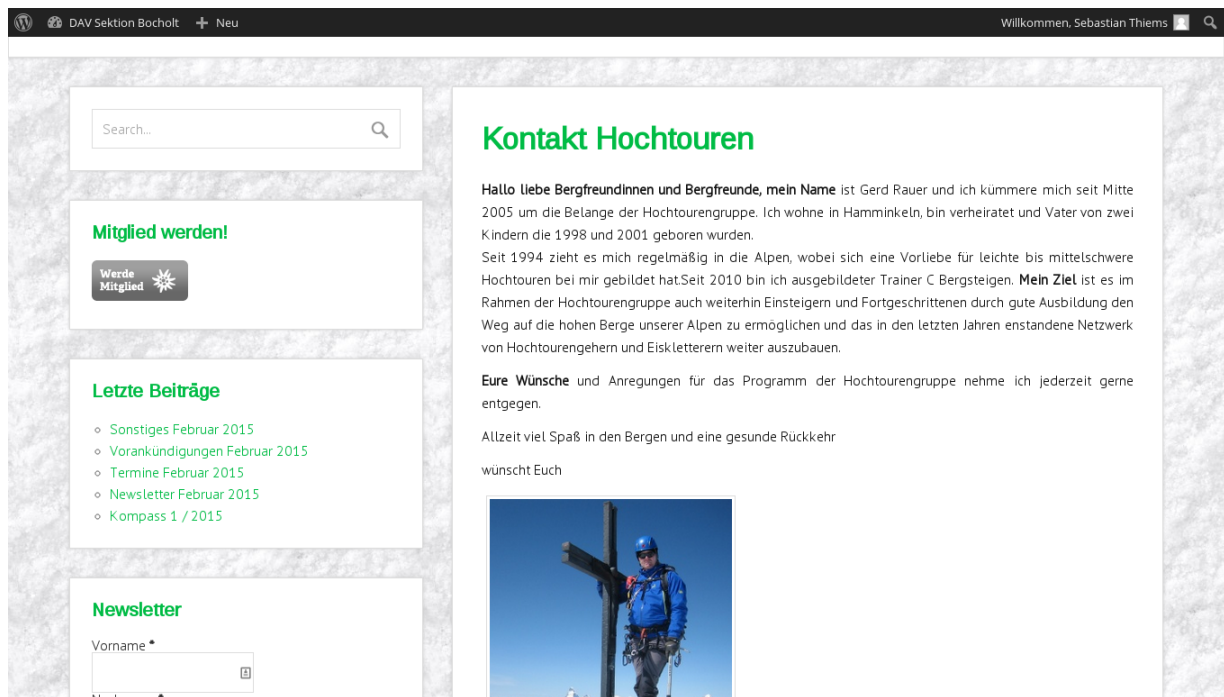 DAV Sektion Bocholt
Neu
Willkommen, Sebastian Thiems
Search...
Mitglied werden!
Werde
Mitglied
Letzte Beiträge
Sonstiges Februar 2015
Vorankündigungen Februar 2015
Termine Februar 2015
Newsletter Februar 2015
Kompass 1 / 2015
Newsletter
Vorname *
Kontakt Hochtouren
Hallo liebe Bergfreundinnen und Bergfreunde, mein Name ist Gerd Rauer und ich kümmere mich seit Mitte
2005 um die Belange der Hochtourengruppe. Ich wohne in Hamminkeln, bin verheiratet und Vater von zwei
Kindern die 1998 und 2001 geboren wurden.
Seit 1994 zieht es mich regelmäßig in die Alpen, wobei sich eine Vorliebe für leichte bis mittelschwere
Hochtouren bei mir gebildet hat.Seit 2010 bin ich ausgebildeter Trainer C Bergsteigen. Mein Ziel ist es im
Rahmen der Hochtourengruppe auch weiterhin Einsteigern und Fortgeschrittenen durch gute Ausbildung den
Weg auf die hohen Berge unserer Alpen zu ermöglichen und das in den letzten Jahren enstandene Netzwerk
von Hochtourengehern und Eiskletterern weiter auszubauen.
Eure Wünsche und Anregungen für das Programm der Hochtourengruppe nehme ich jederzeit gerne
entgegen.
Allzeit viel Spaß in den Bergen und eine gesunde Rückkehr
wünscht Euch